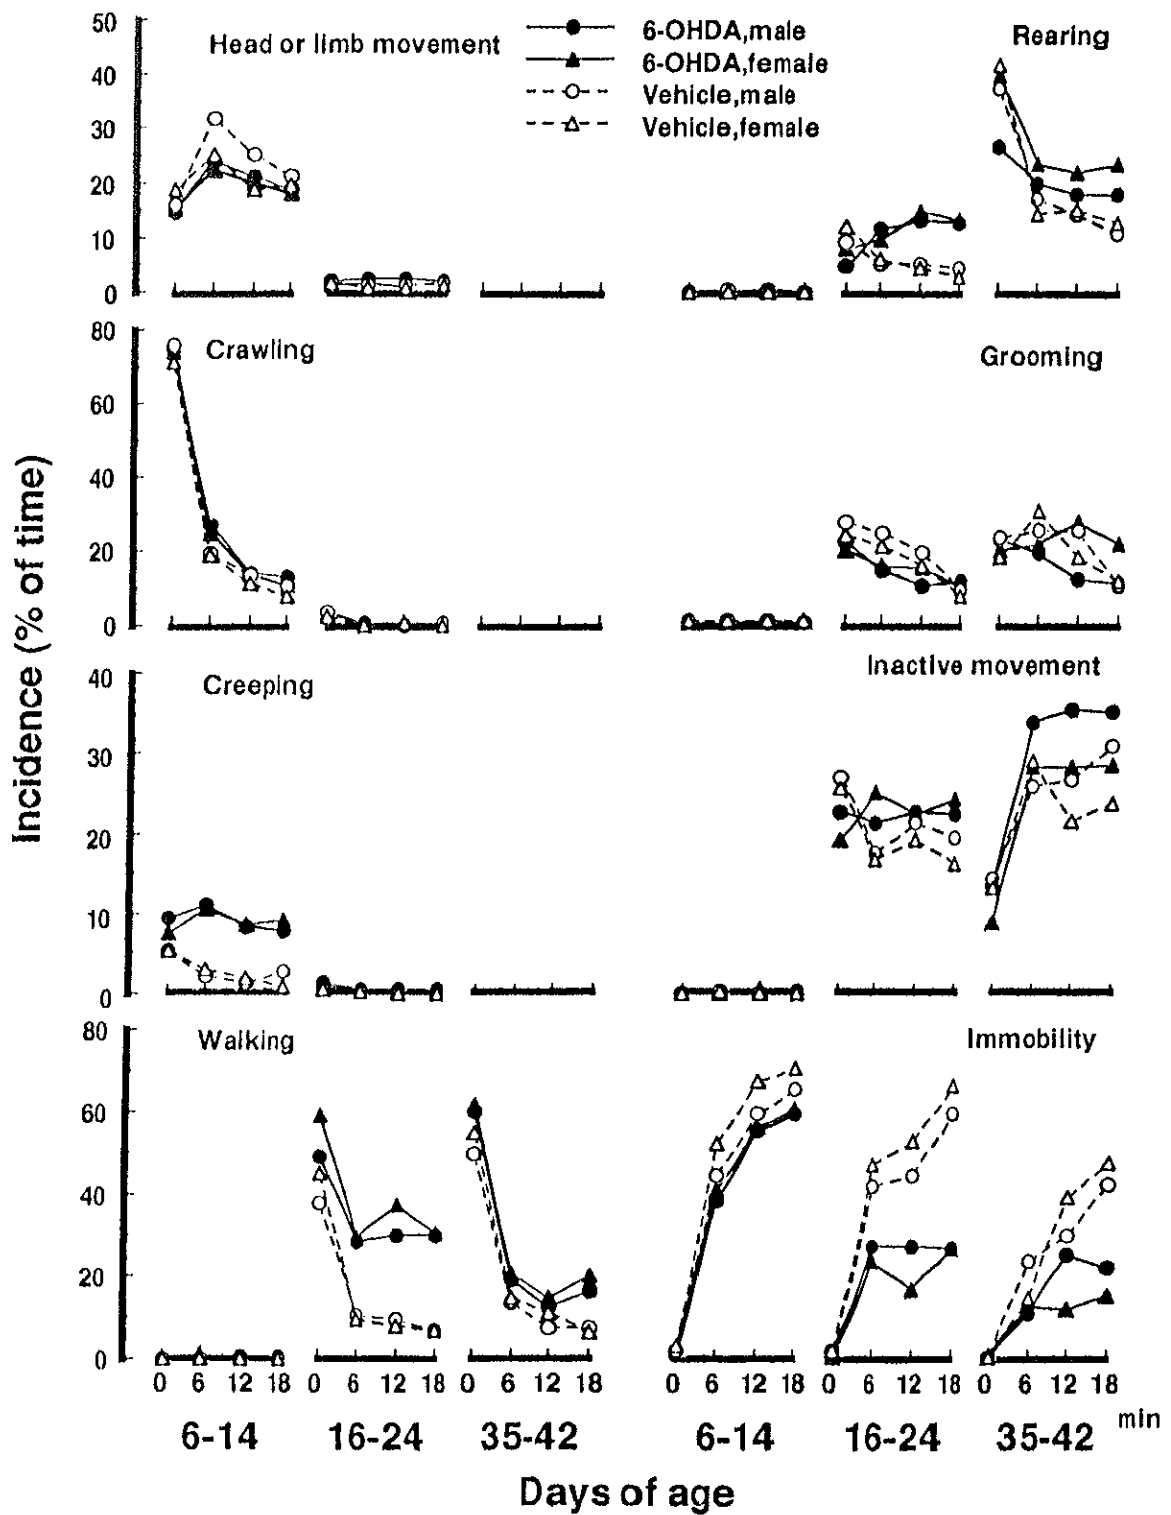 Head or limb movement
6-OHDA,male
6-OHDA,female
Vehicle,male
Vehicle,female
Rearing
50
40
30
20
10
0
Crawling
Grooming
80
60
40
20
0
Creeping
Inactive movement
40
30
20
10
0
Walking
Immobility
80
60
40
20
0
0 6 12 18 0 6 12 18 0 6 12 18 0 6 12 18 0 6 12 18 0 6 12 18
min
6-14 16-24 35-42 6-14 16-24 35-42
Days of age
Incidence (% of time)